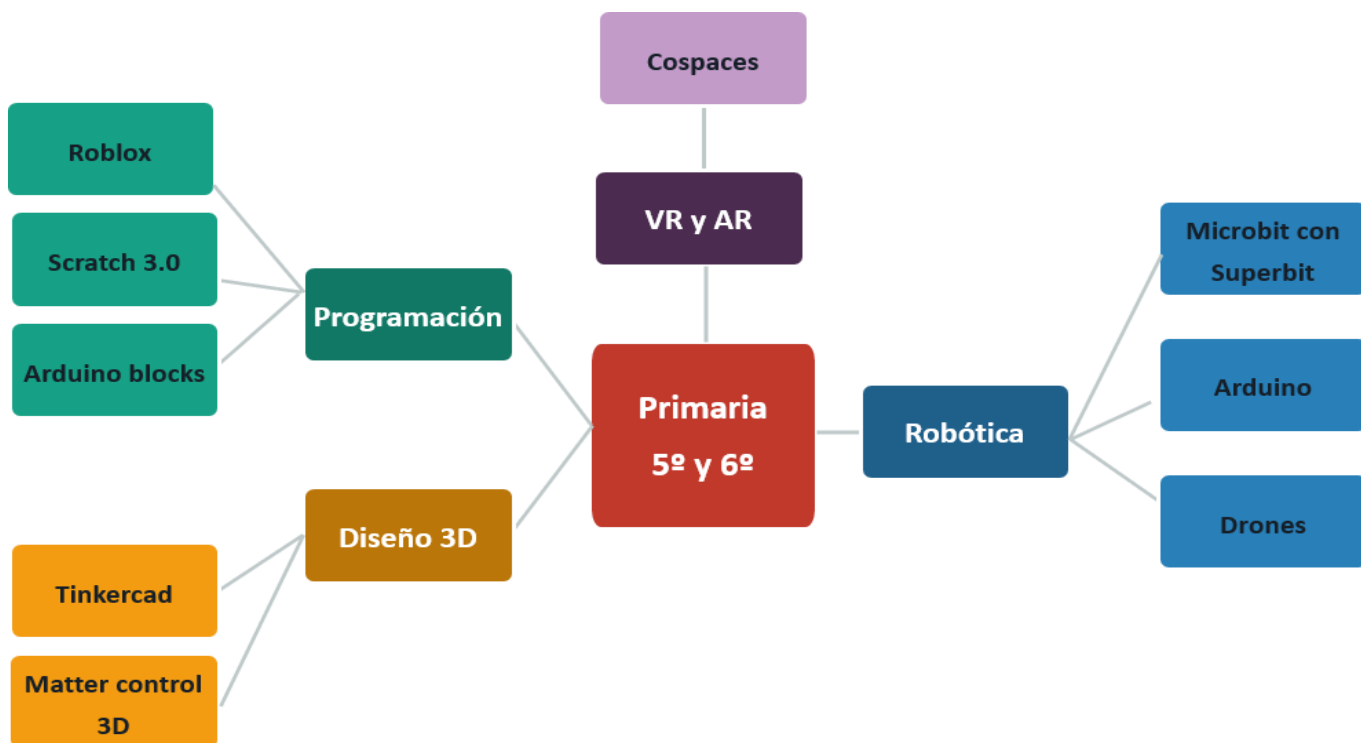 Cospaces
VR y AR
Roblox
Scratch 3.0
Arduino blocks
Programación
Primaria
5º y 6º
Robótica
Microbit con
Superbit
Arduino
Drones
Diseño 3D
Tinkercad
Matter control
3D